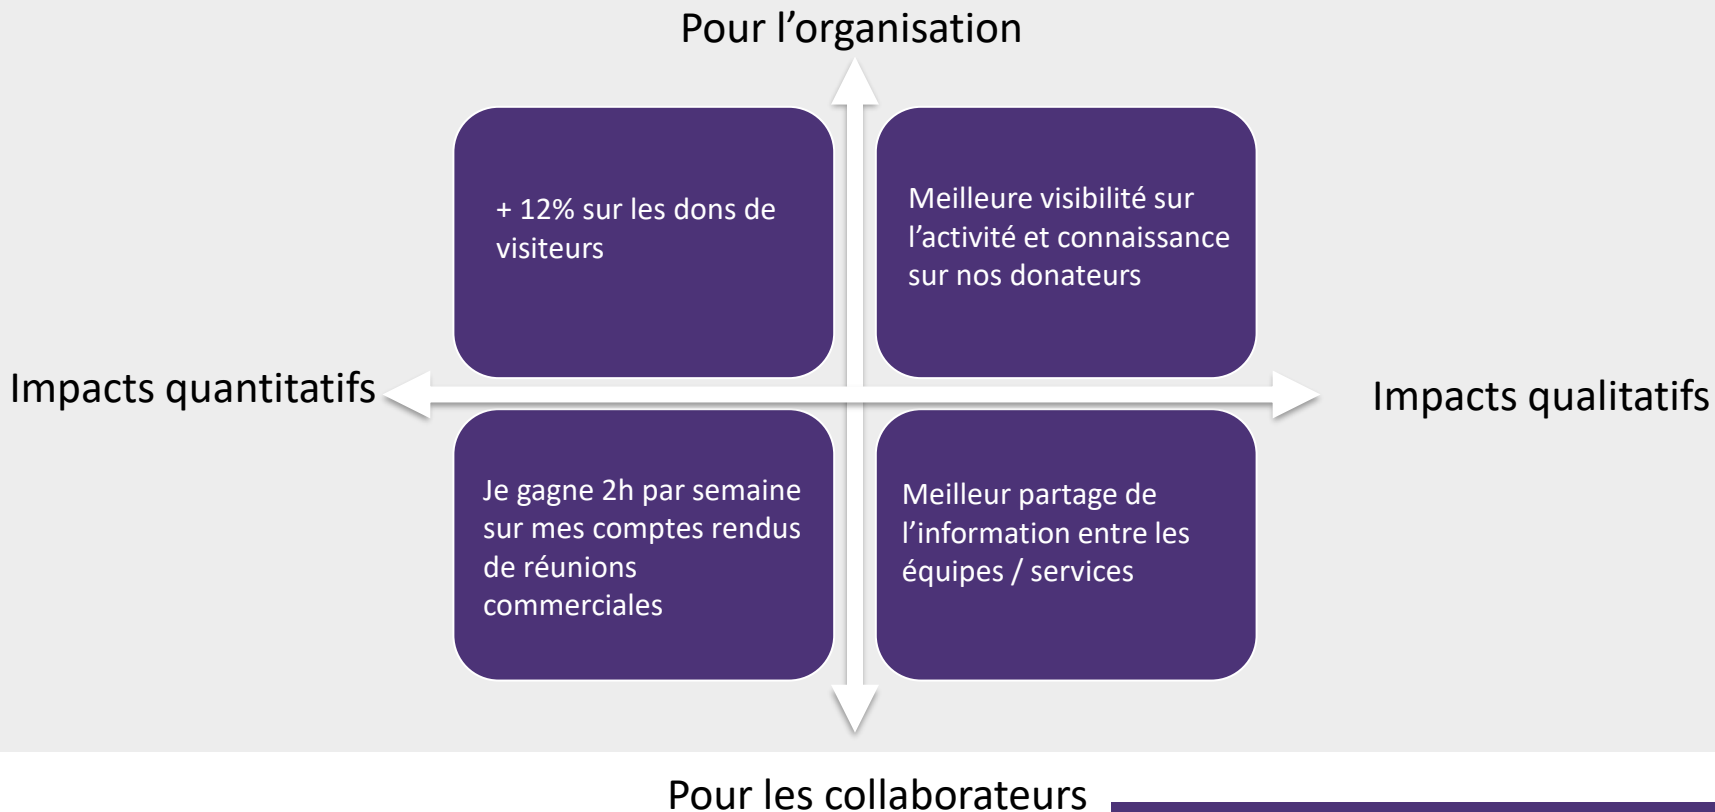 Pour l’organisation
+ 12% sur les dons de
visiteurs
Meilleure visibilité sur
l’activité et connaissance
sur nos donateurs
Impacts quantitatifs
Impacts qualitatifs
Je gagne 2h par semaine
sur mes comptes rendus
de réunions
commerciales
Meilleur partage de
l’information entre les
équipes / services
Pour les collaborateurs